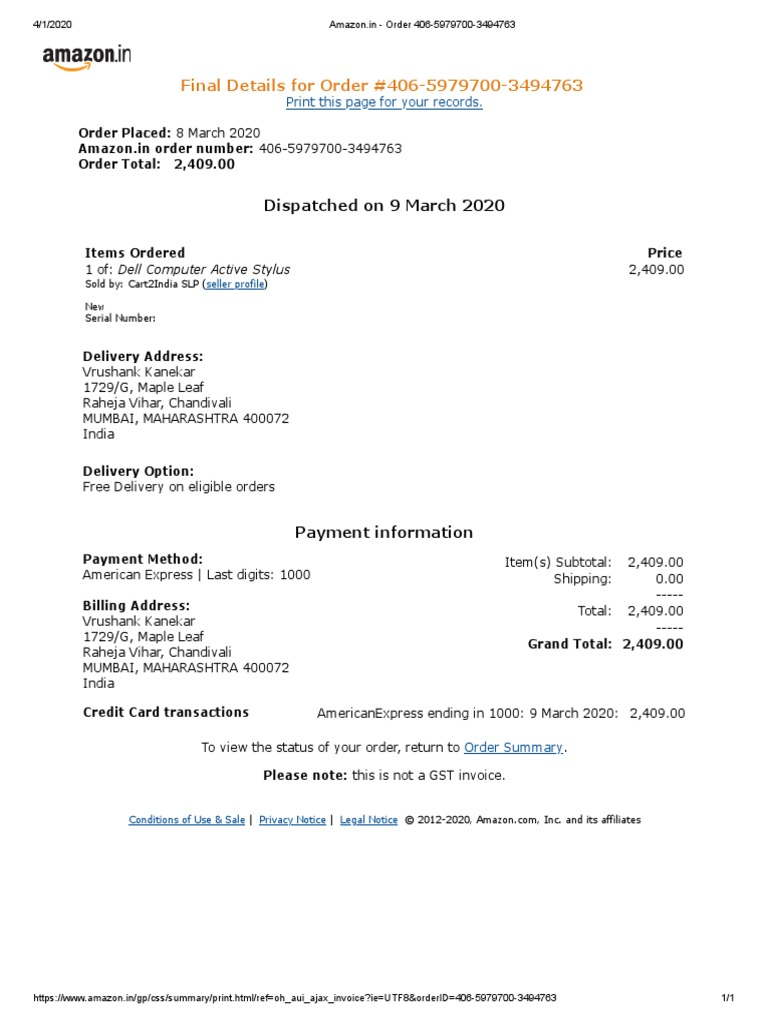 4/1/2020 Amazon.in - Order 406-5979700-3494763
amazon.in
Final Details for Order #406-5979700-3494763
Print this page for your records.
Order Placed: 8 March 2020
Amazon.in order number: 406-5979700-3494763
Order Total: 2,409.00
Dispatched on 9 March 2020
Items Ordered Price
1 of: Dell Computer Active Stylus 2,409.00
Sold by: Cart2India SLP (seller profile)
New
Serial Number:
Delivery Address:
Vrushank Kanekar
1729/G, Maple Leaf
Raheja Vihar, Chandivali
MUMBAI, MAHARASHTRA 400072
India
Delivery Option:
Free Delivery on eligible orders
Payment information
Payment Method:
American Express | Last digits: 1000
Billing Address:
Vrushank Kanekar
1729/G, Maple Leaf
Raheja Vihar, Chandivali
MUMBAI, MAHARASHTRA 400072
India
Item(s) Subtotal: 2,409.00
Shipping: 0.00
-----
Total: 2,409.00
-----
Grand Total: 2,409.00
Credit Card transactions AmericanExpress ending in 1000: 9 March 2020: 2,409.00
To view the status of your order, return to Order Summary.
Please note: this is not a GST invoice.
Conditions of Use & Sale | Privacy Notice | Legal Notice © 2012-2020, Amazon.com, Inc. and its affiliates
https://www.amazon.in/gp/css/summary/print.html/ref=oh_aui_ajax_invoice?ie=UTF8&orderID=406-5979700-3494763 1/1